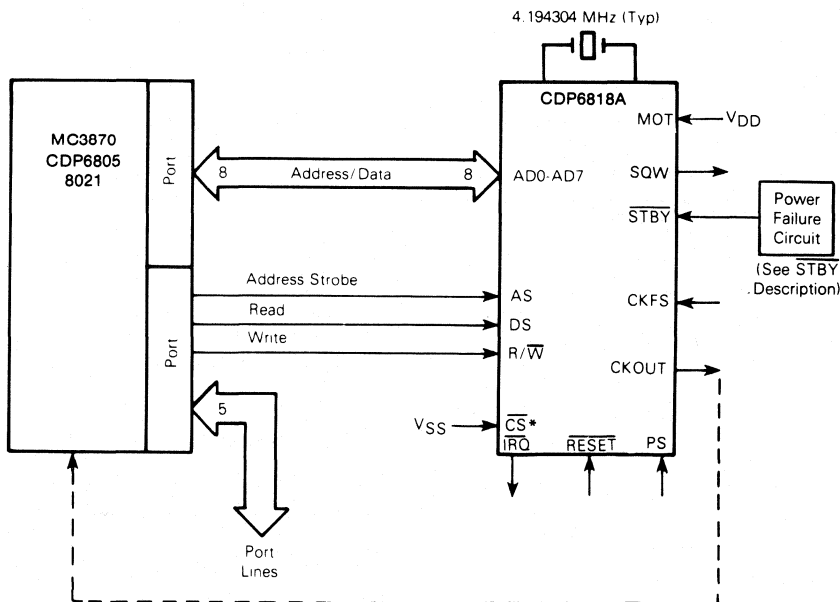 4.194304 MHz (Typ)
MC3870
CDP6805
8021
Port
Port
8
Address/Data
8
Address Strobe
Read
Write
5
Port
Lines
CDP6818A
MOT
VDD
AD0-AD7
SQW
STBY
Power
Failure
Circuit
(See STBY
.Description)
AS
DS
R/W
CKFS
CKOUT
VSS
CS*
IRQ
RESET
PS